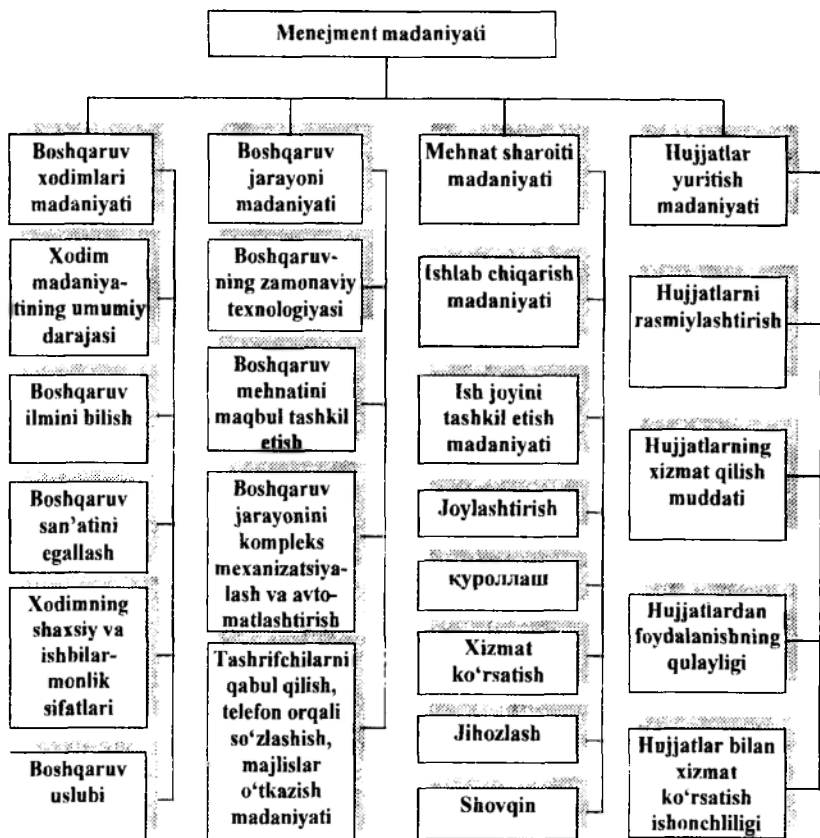 Menejment madaniyati
Boshqaruv
xodimlari
madaniyati
Xodim
madaniya-
tining umumiy
darajasi
Boshqaruv
ilmini bilish
Boshqaruv
san’atini
egallash
Xodimning
shaxsiy va
ishbilar-
monlik
sifatlari
Boshqaruv
uslubi
Boshqaruv
jarayoni
madaniyati
Boshqaruv-
ning zamonaviy
texnologiyasi
Boshqaruv
mehnatini
maqbul tashkil
etish
Boshqaruv
jarayonini
kompleks
mexanizatsiya-
lash va avto-
matlashtirish
Tashrifchilarni
qabul qilish,
telefon orqali
so‘zlashish,
majlislar
o‘tkazish
madaniyati
Mehnat sharoiti
madaniyati
Ishlab chiqarish
madaniyati
Ish joyini
tashkil etish
madaniyati
Joylashtirish
қуроллаш
Xizmat
ko‘rsatish
Jihozlash
Shovqin
Hujjatlar
yuritish
madaniyati
Hujjatlarni
rasmiylashtirish
Hujjatlarning
xizmat qilish
muddati
Hujjatlardan
foydalanishning
qulayligi
Hujjatlar bilan
xizmat
ko‘rsatish
ishonchliligi